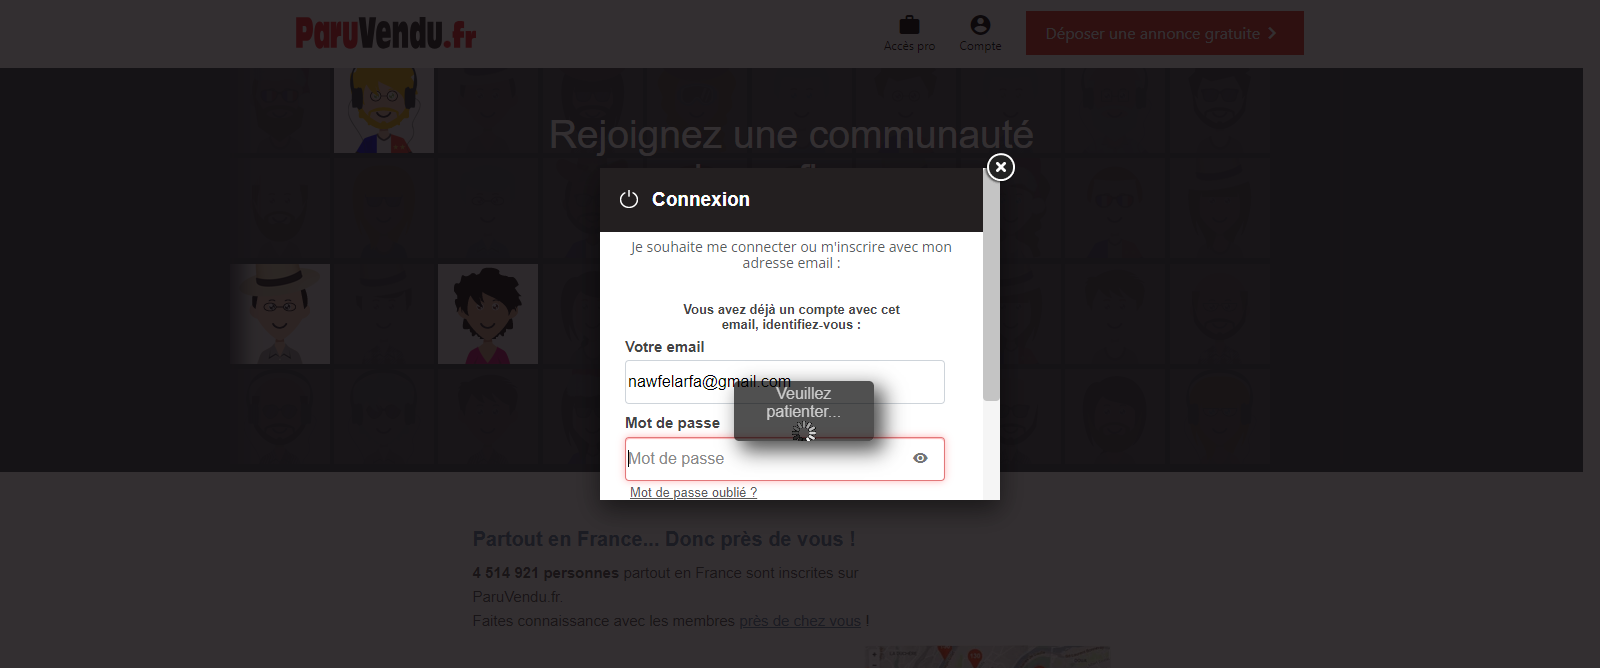 ParuVendu.fr
Accès pro
Compte
Déposer une annonce gratuite
Rejoignez une communauté
Connexion
Je souhaite me connecter ou m'inscrire avec mon
adresse email :
Vous avez déjà un compte avec cet
email, identifiez-vous :
Votre email
nawfelarfa@gmail.com
Veuillez
patienter...
Mot de passe
Mot de passe
Mot de passe oublié ?
Partout en France... Donc près de vous !
4 514 921 personnes partout en France sont inscrites sur
ParuVendu.fr.
Faites connaissance avec les membres près de chez vous !